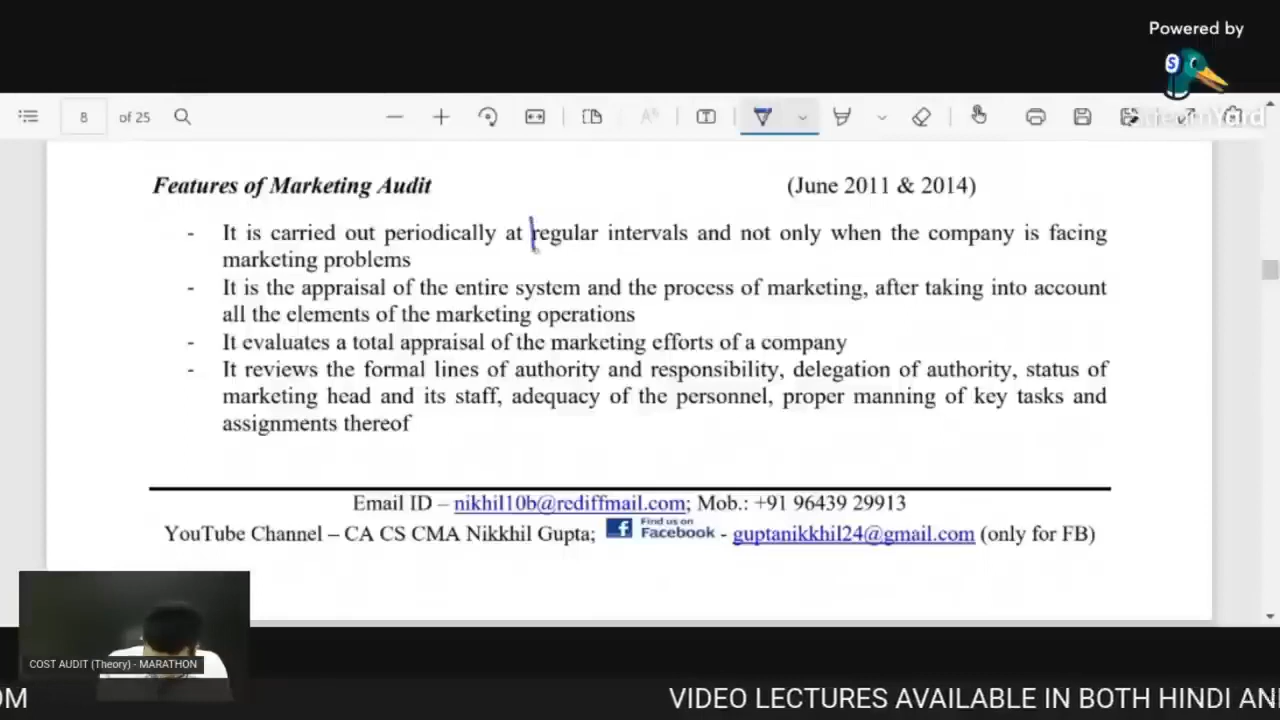 Powered by
S
8 of 25
StreamYard
Features of Marketing Audit (June 2011 & 2014)
- It is carried out periodically at regular intervals and not only when the company is facing
marketing problems
- It is the appraisal of the entire system and the process of marketing, after taking into account
all the elements of the marketing operations
- It evaluates a total appraisal of the marketing efforts of a company
- It reviews the formal lines of authority and responsibility, delegation of authority, status of
marketing head and its staff, adequacy of the personnel, proper manning of key tasks and
assignments thereof
Email ID – nikhil10b@rediffmail.com; Mob.: +91 96439 29913
YouTube Channel – CA CS CMA Nikkhil Gupta; f Find us on Facebook - guptanikkhil24@gmail.com (only for FB)
COST AUDIT (Theory) - MARATHON
OM VIDEO LECTURES AVAILABLE IN BOTH HINDI AN